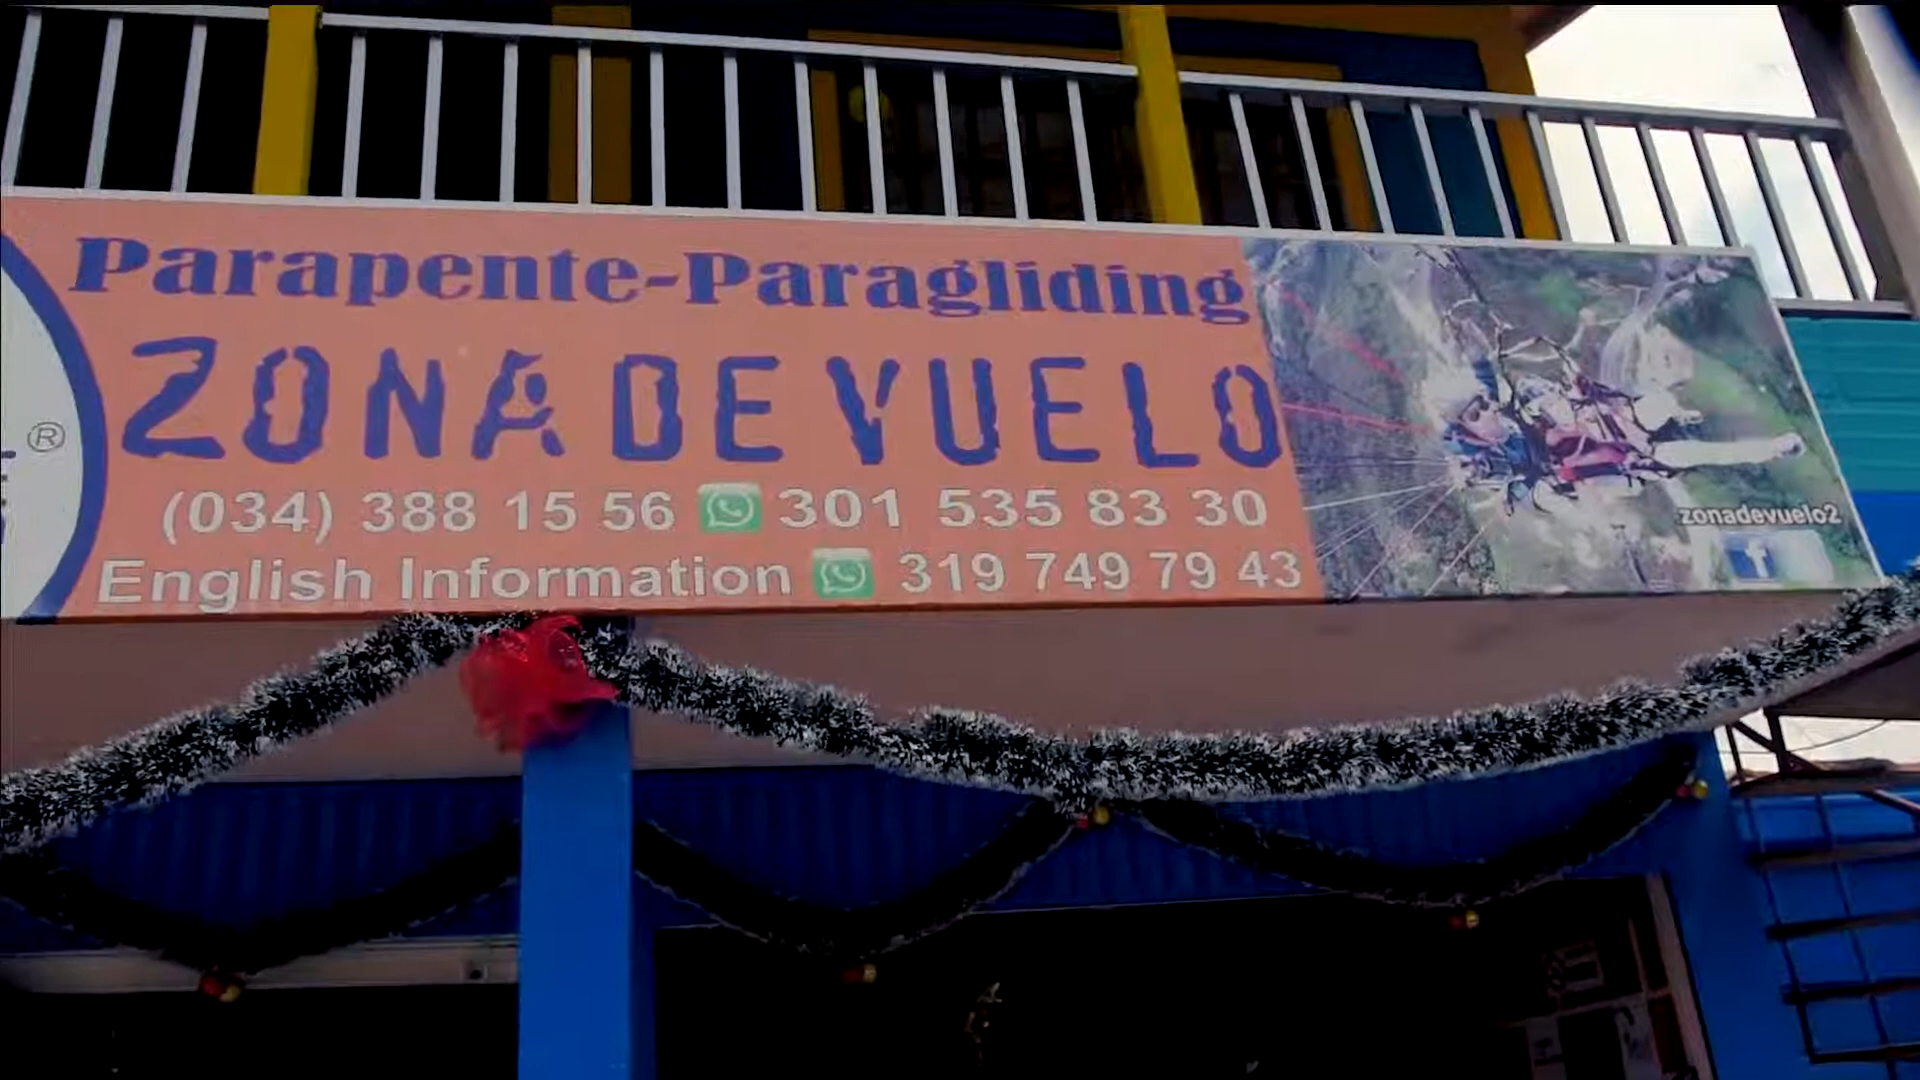 Parapente-Paragliding
ZONA DE VUELO
(034) 388 15 56 301 535 83 30
English Information 319 749 79 43
zonadevuelo2
f
®